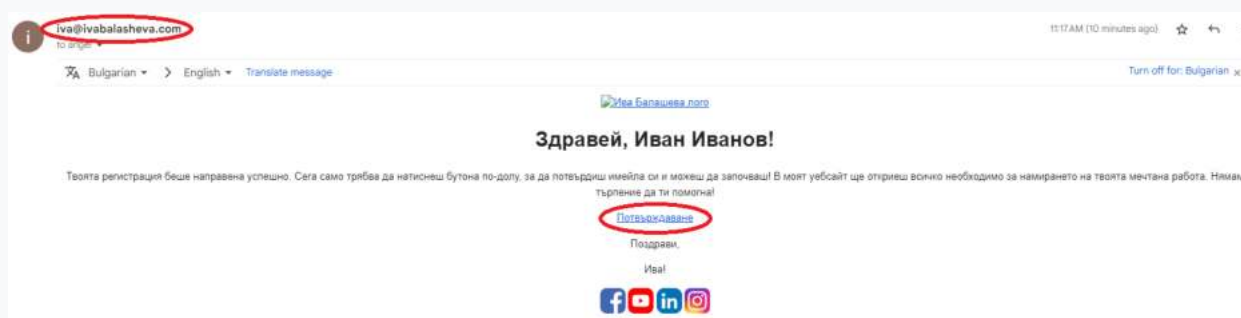 i
iva@ivabalasheva.com
11:17 AM (10 minutes ago)
to angel
Bulgarian > English Translate message
Turn off for: Bulgarian x
Ива Балашева лого
Здравей, Иван Иванов!
Твоята регистрация беше направена успешно. Сега само трябва да натиснеш бутона по-долу, за да потвърдиш имейла си и можеш да започваш! В моят уебсайт ще откриеш всичко необходимо за намирането на твоята мечтана работа. Нямам
търпение да ти помогна!
Потвърждаване
Поздрави,
Ива!
f in